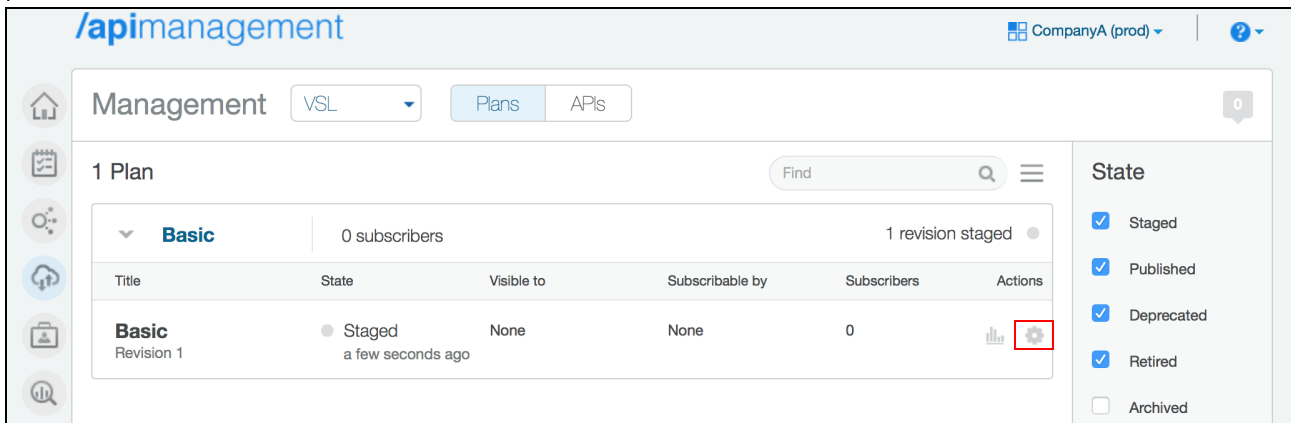 /apimanagement
CompanyA (prod)
?
Management
VSL
Plans
APIs
0
1 Plan
Find
State
Basic
0 subscribers
1 revision staged
Staged
Title
State
Visible to
Subscribable by
Subscribers
Actions
Published
Basic
Staged
None
None
0
Deprecated
Revision 1
a few seconds ago
Retired
Archived